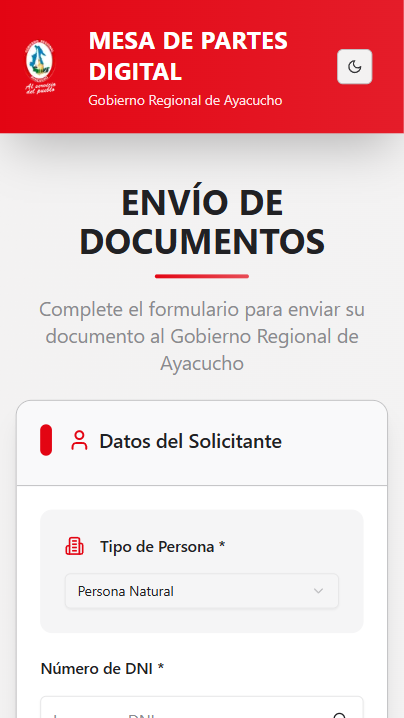 MESA DE PARTES
DIGITAL
Gobierno Regional de Ayacucho
Al servicio
del pueblo
ENVÍO DE
DOCUMENTOS
Complete el formulario para enviar su
documento al Gobierno Regional de
Ayacucho
Datos del Solicitante
Tipo de Persona *
Persona Natural
Número de DNI *